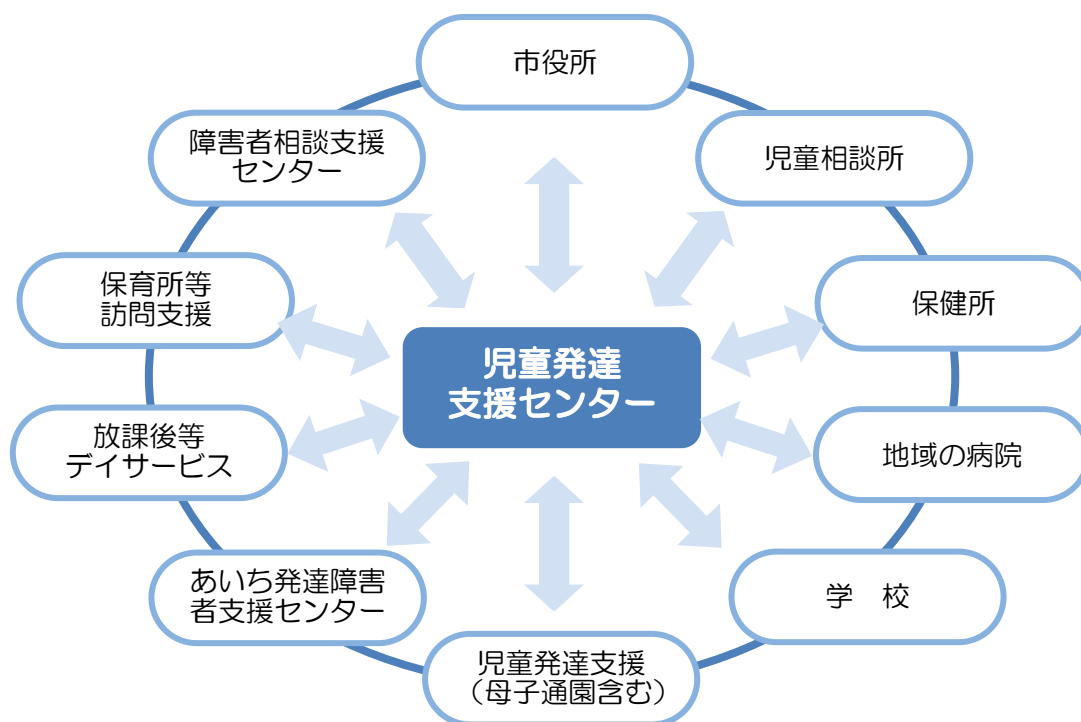 市役所
障害者相談支援
センター
児童相談所
保育所等
訪問支援
保健所
児童発達
支援センター
放課後等
デイサービス
地域の病院
あいち発達障害
者支援センター
学　校
児童発達支援
（母子通園含む）